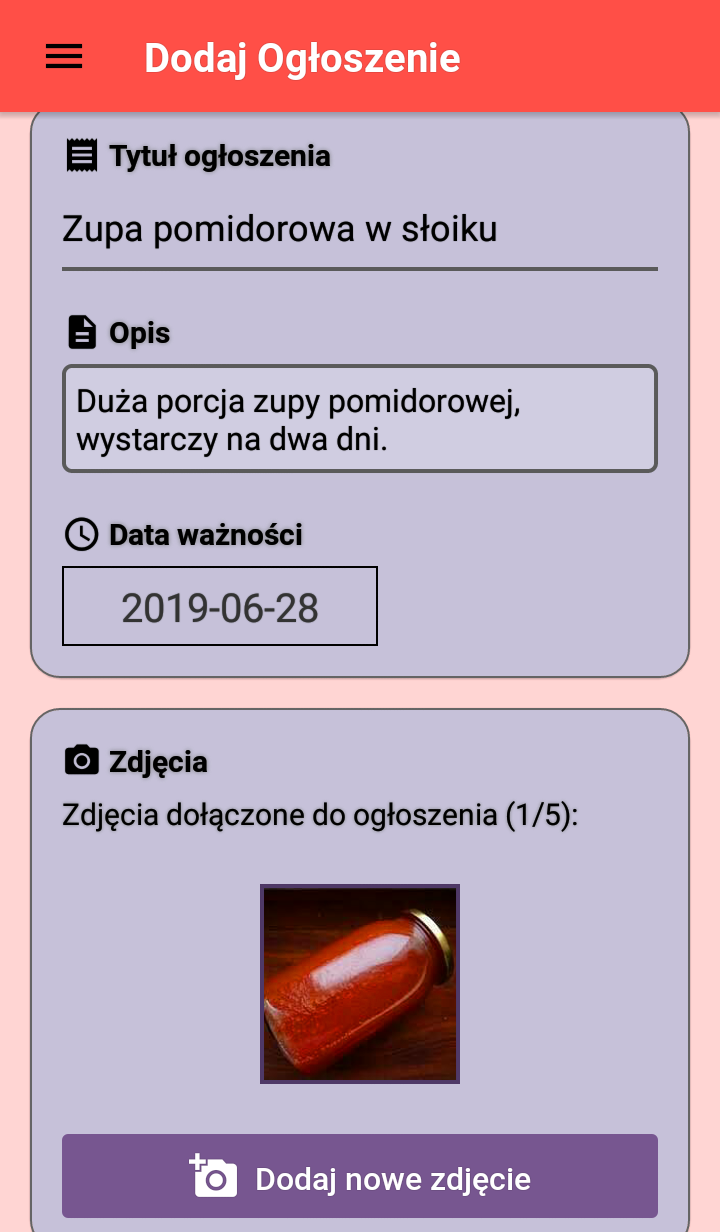 Dodaj Ogłoszenie
Tytuł ogłoszenia
Zupa pomidorowa w słoiku
Opis
Duża porcja zupy pomidorowej,
wystarczy na dwa dni.
Data ważności
2019-06-28
Zdjęcia
Zdjęcia dołączone do ogłoszenia (1/5):
Dodaj nowe zdjęcie